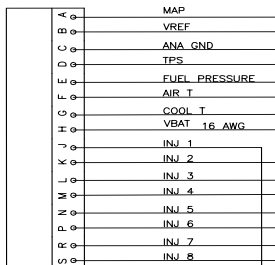 A MAP
B VREF
C ANA GND
D TPS
E FUEL PRESSURE
F AIR T
G COOL T
H VBAT 16 AWG
J INJ 1
K INJ 2
L INJ 3
M INJ 4
N INJ 5
P INJ 6
R INJ 7
S INJ 8